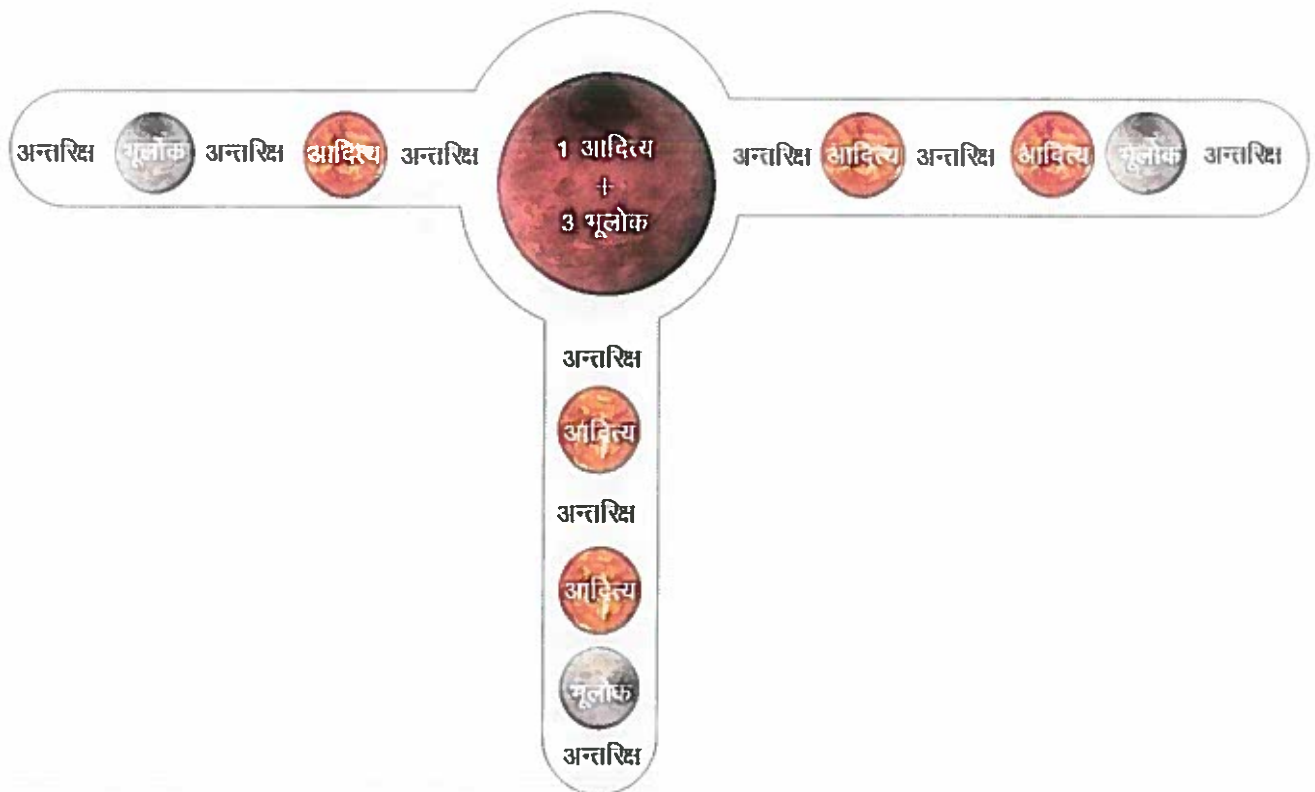 1 आदित्य
+
3 भूलोक
अन्तरिक्ष भूलोक अन्तरिक्ष आदित्य अन्तरिक्ष
अन्तरिक्ष आदित्य अन्तरिक्ष आदित्य भूलोक अन्तरिक्ष
अन्तरिक्ष
आदित्य
अन्तरिक्ष
आदित्य
भूलोक
अन्तरिक्ष